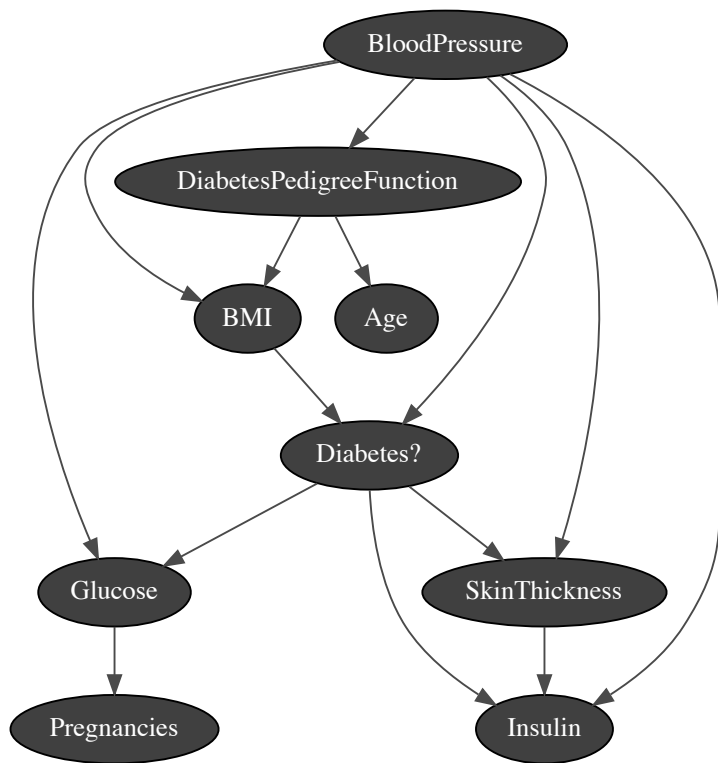 BloodPressure
DiabetesPedigreeFunction
BMI
Age
Diabetes?
Glucose
SkinThickness
Pregnancies
Insulin